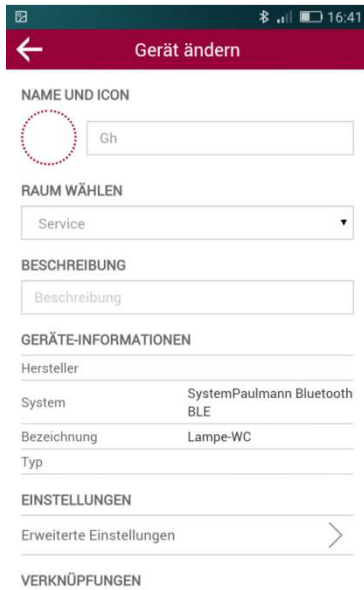 16:41
Gerät ändern
NAME UND ICON
Gh
RAUM WÄHLEN
Service
BESCHREIBUNG
Beschreibung
GERÄTE-INFORMATIONEN
Hersteller
System SystemPaulmann Bluetooth
BLE
Bezeichnung Lampe-WC
Typ
EINSTELLUNGEN
Erweiterte Einstellungen
VERKNÜPFUNGEN